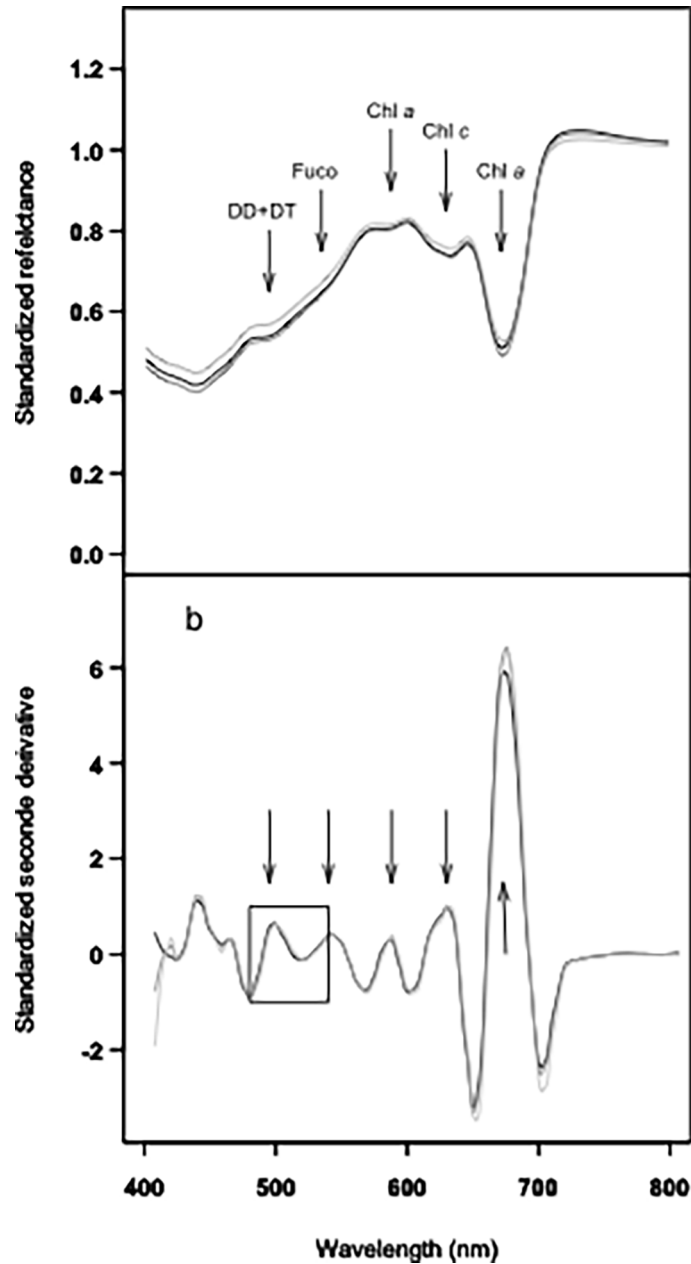 Standardized refelctance
1.2
1.0
0.8
0.6
0.4
0.2
0.0
Chl a
Chl c
Fuco
Chl a
DD+DT
b
Standardized seconde derivative
6
4
2
0
-2
400 500 600 700 800
Wavelength (nm)